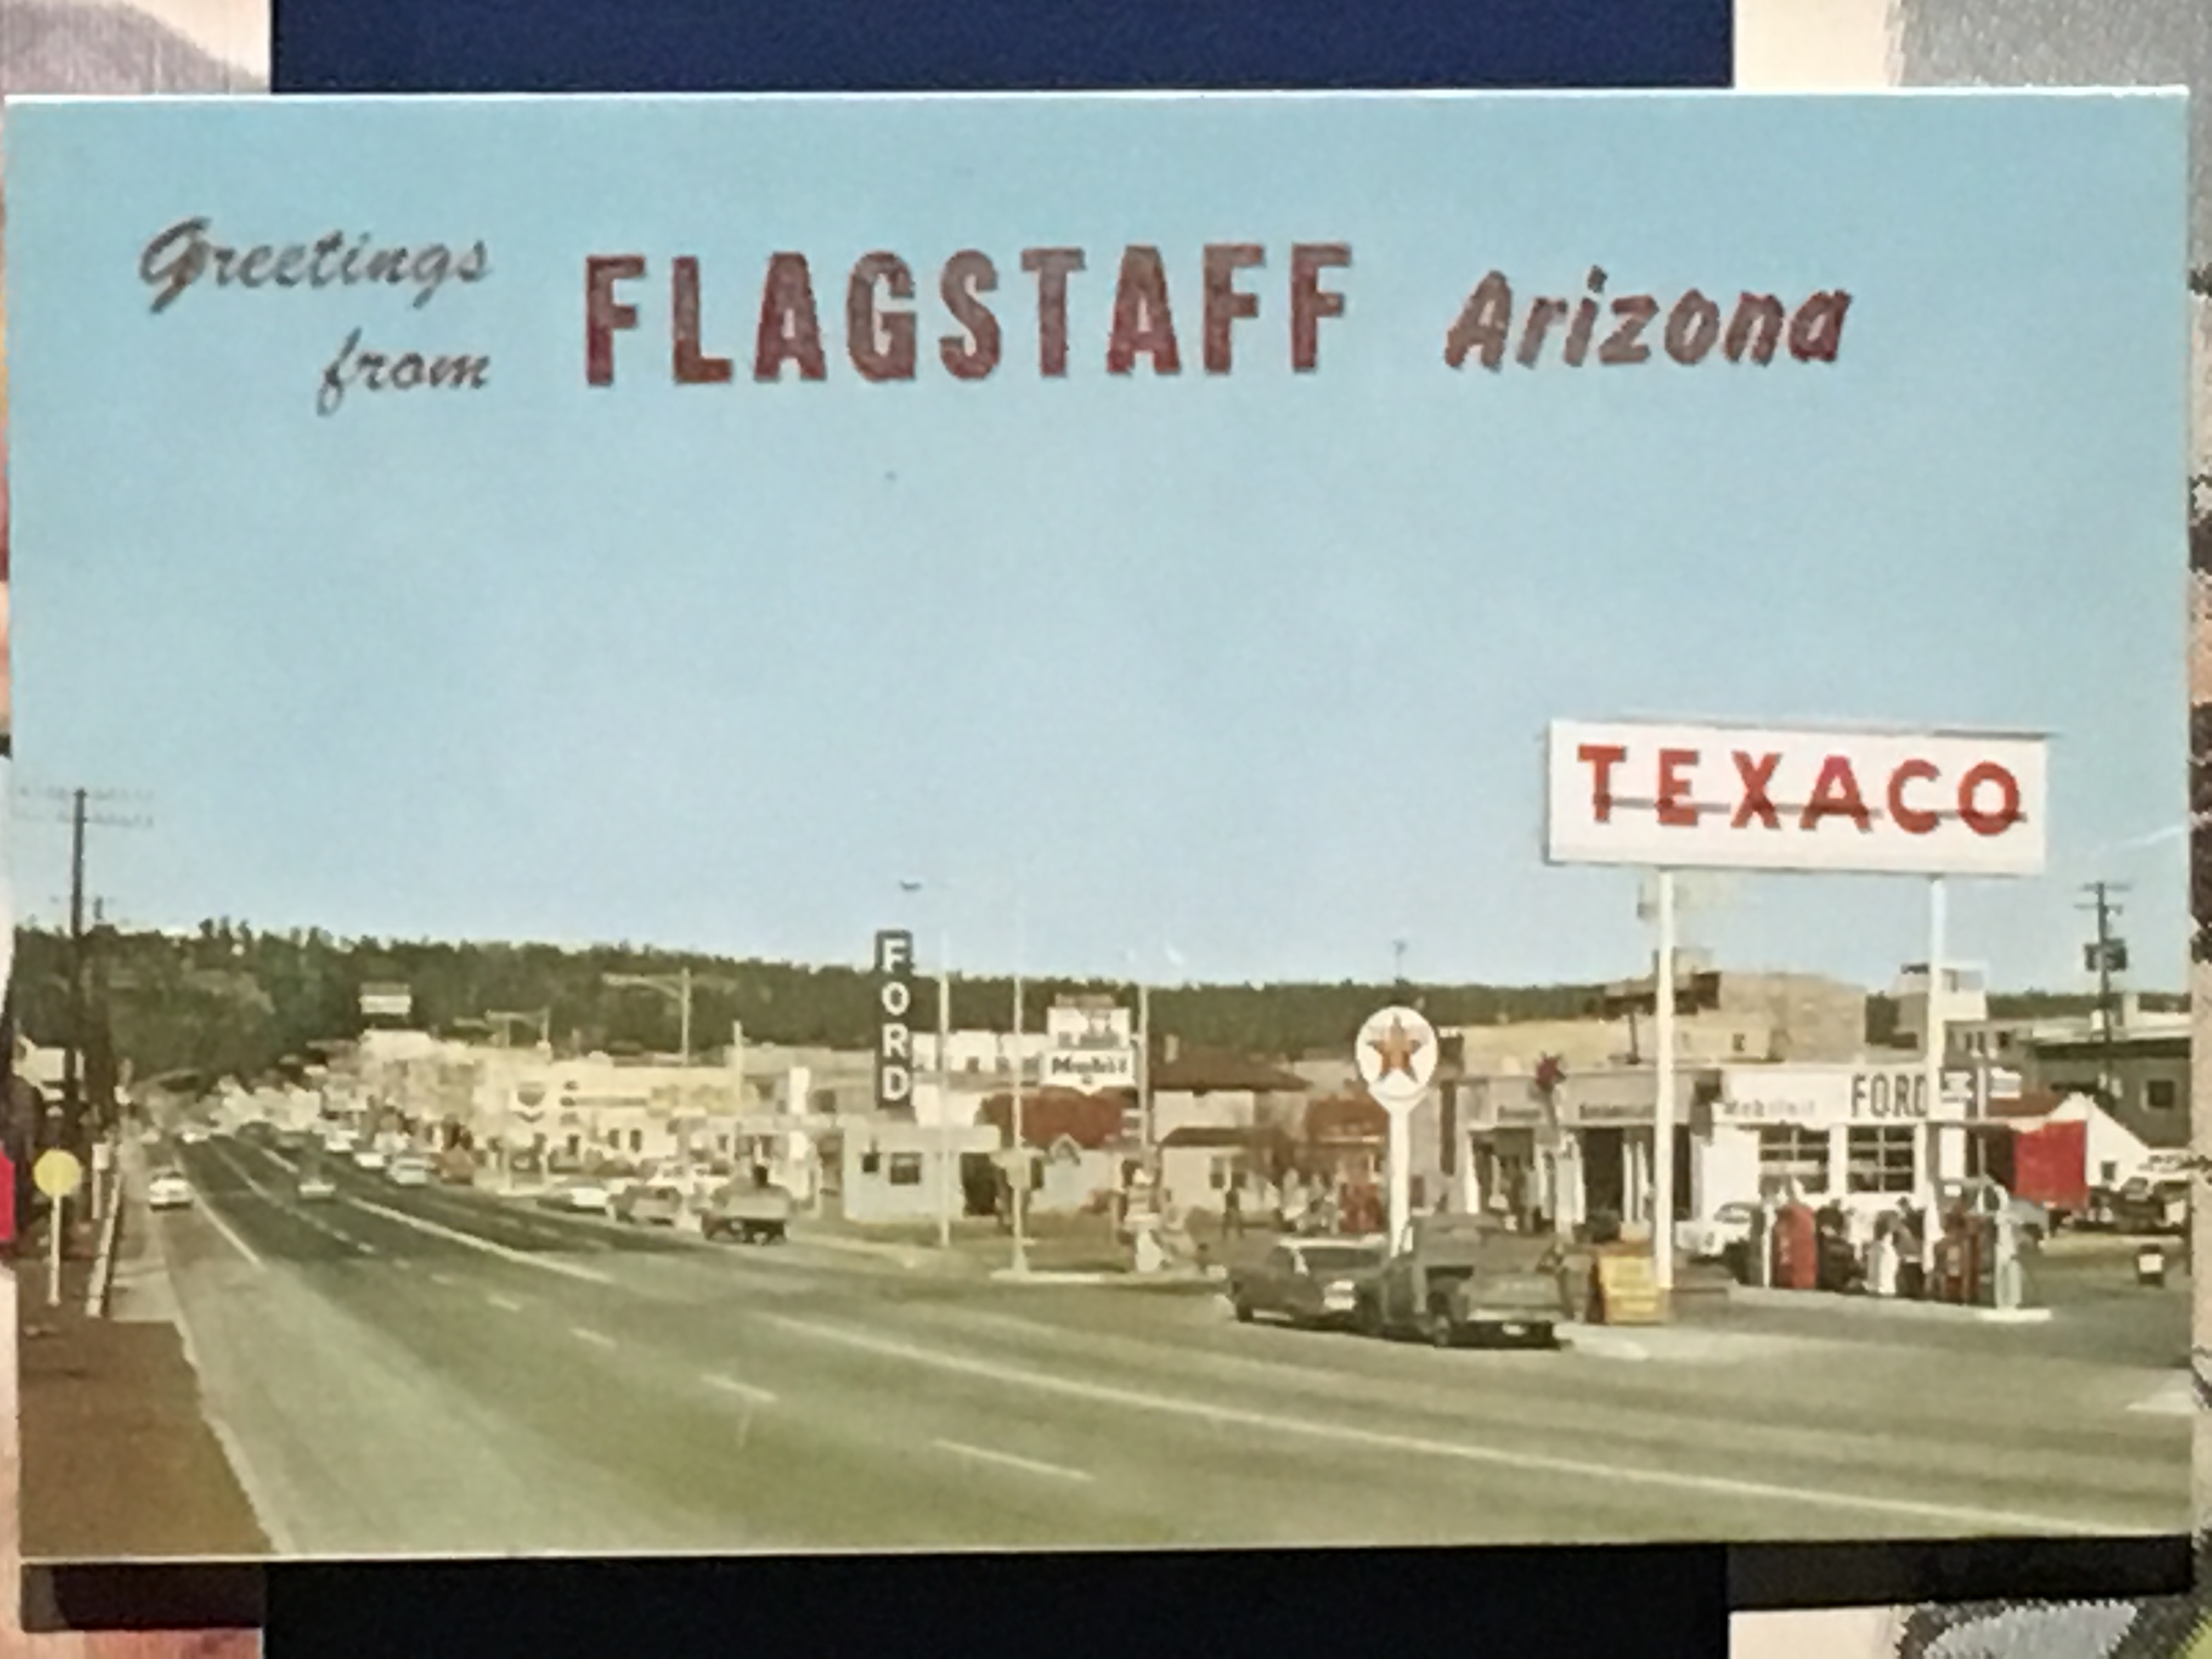 Greetings
from FLAGSTAFF Arizona
TEXACO
FORD
Mobil
FORD